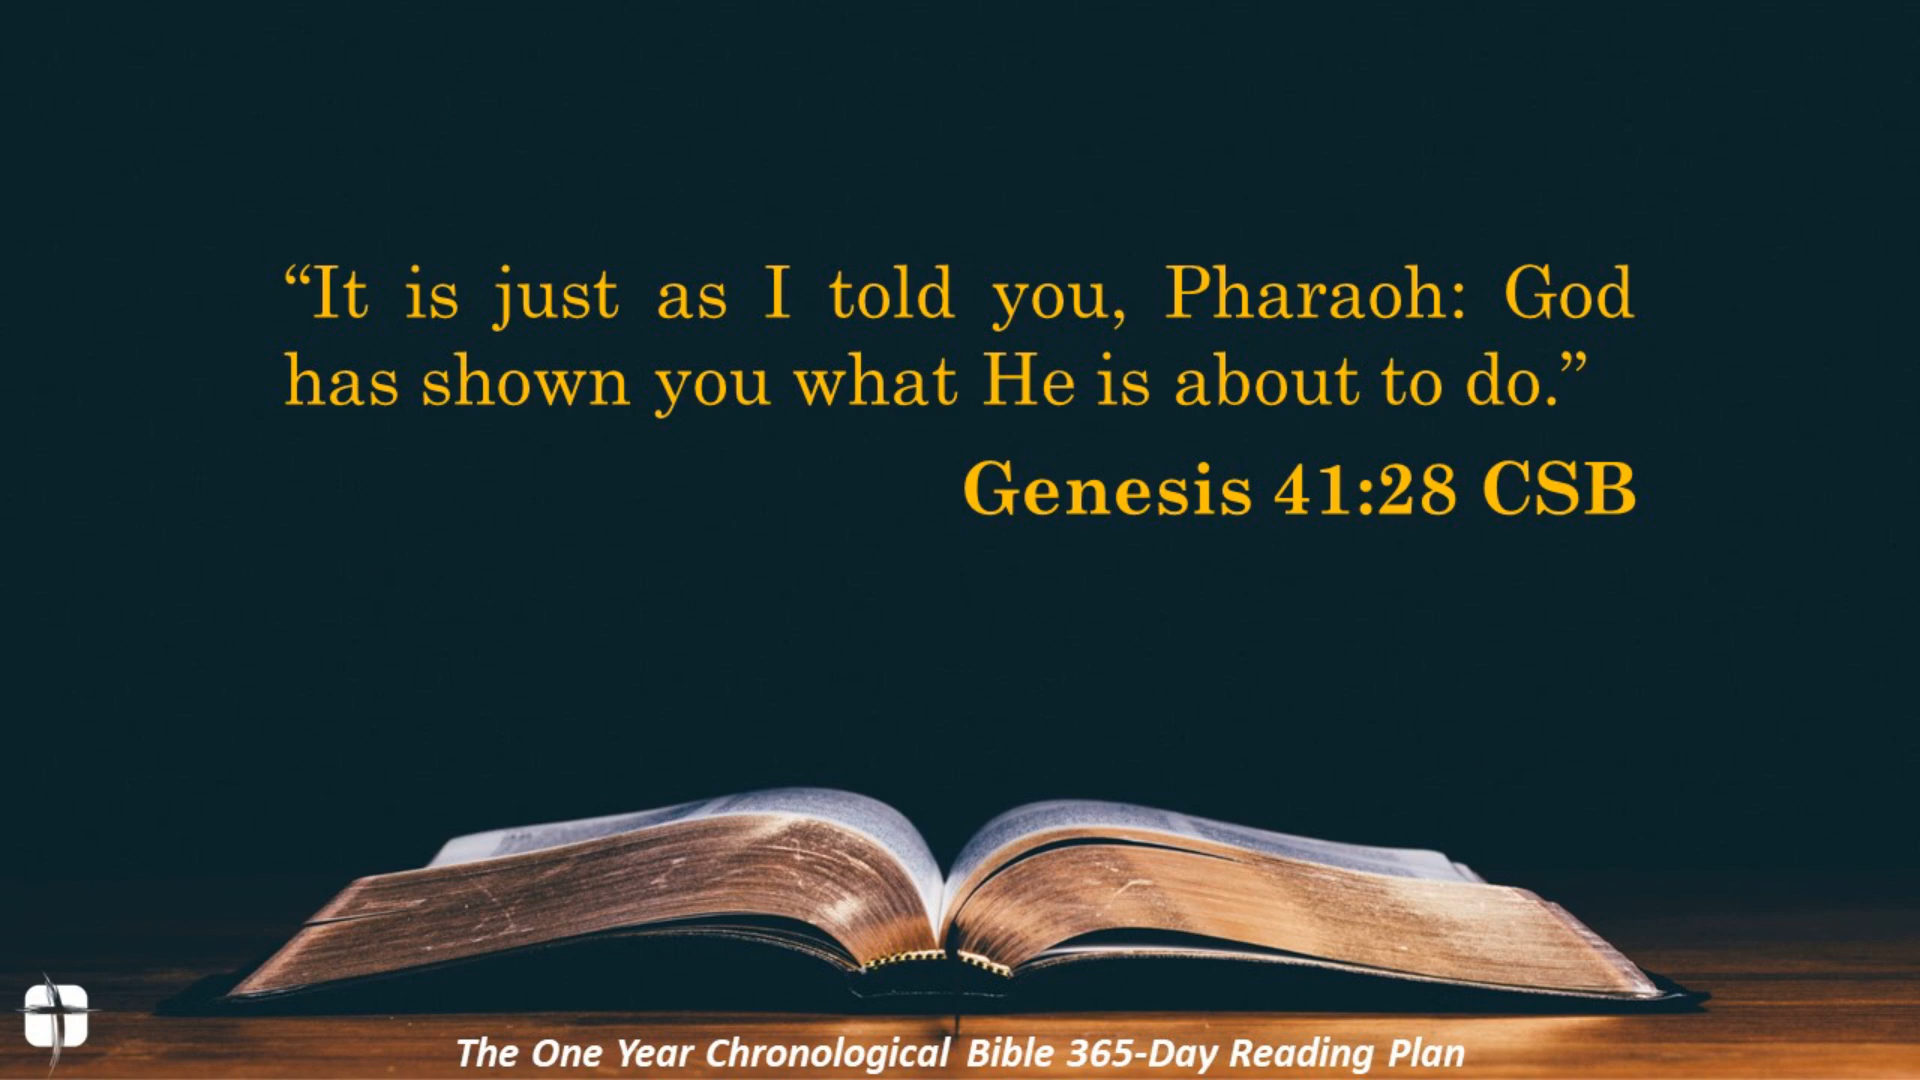 “It is just as I told you, Pharaoh: God
has shown you what He is about to do.”
Genesis 41:28 CSB
The One Year Chronological Bible 365-Day Reading Plan